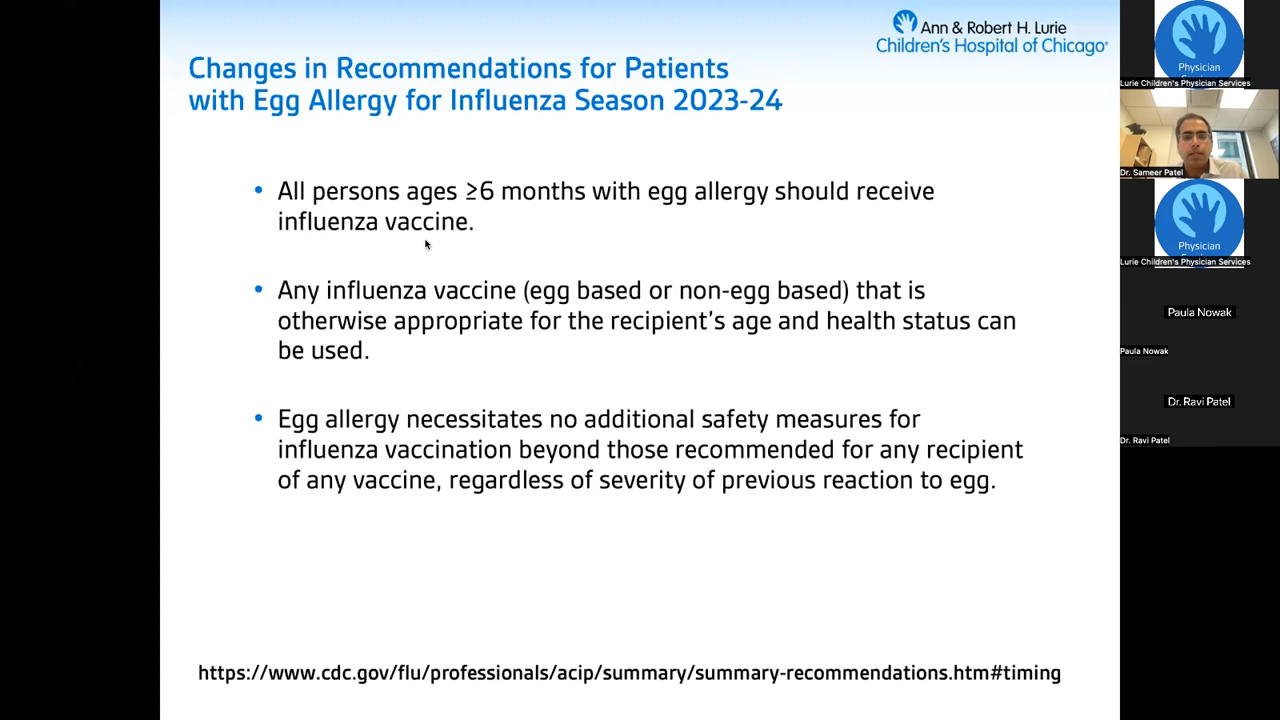 Ann & Robert H. Lurie
Children's Hospital of Chicago®
Changes in Recommendations for Patients
with Egg Allergy for Influenza Season 2023-24
• All persons ages ≥6 months with egg allergy should receive
influenza vaccine.
• Any influenza vaccine (egg based or non-egg based) that is
otherwise appropriate for the recipient's age and health status can
be used.
• Egg allergy necessitates no additional safety measures for
influenza vaccination beyond those recommended for any recipient
of any vaccine, regardless of severity of previous reaction to egg.
https://www.cdc.gov/flu/professionals/acip/summary/summary-recommendations.htm#timing
Physician
Lurie Children's Physician Services
Dr. Sameer Patel
Physician
Lurie Children's Physician Services
Paula Nowak
Paula Nowak
Dr. Ravi Patel
Dr. Ravi Patel